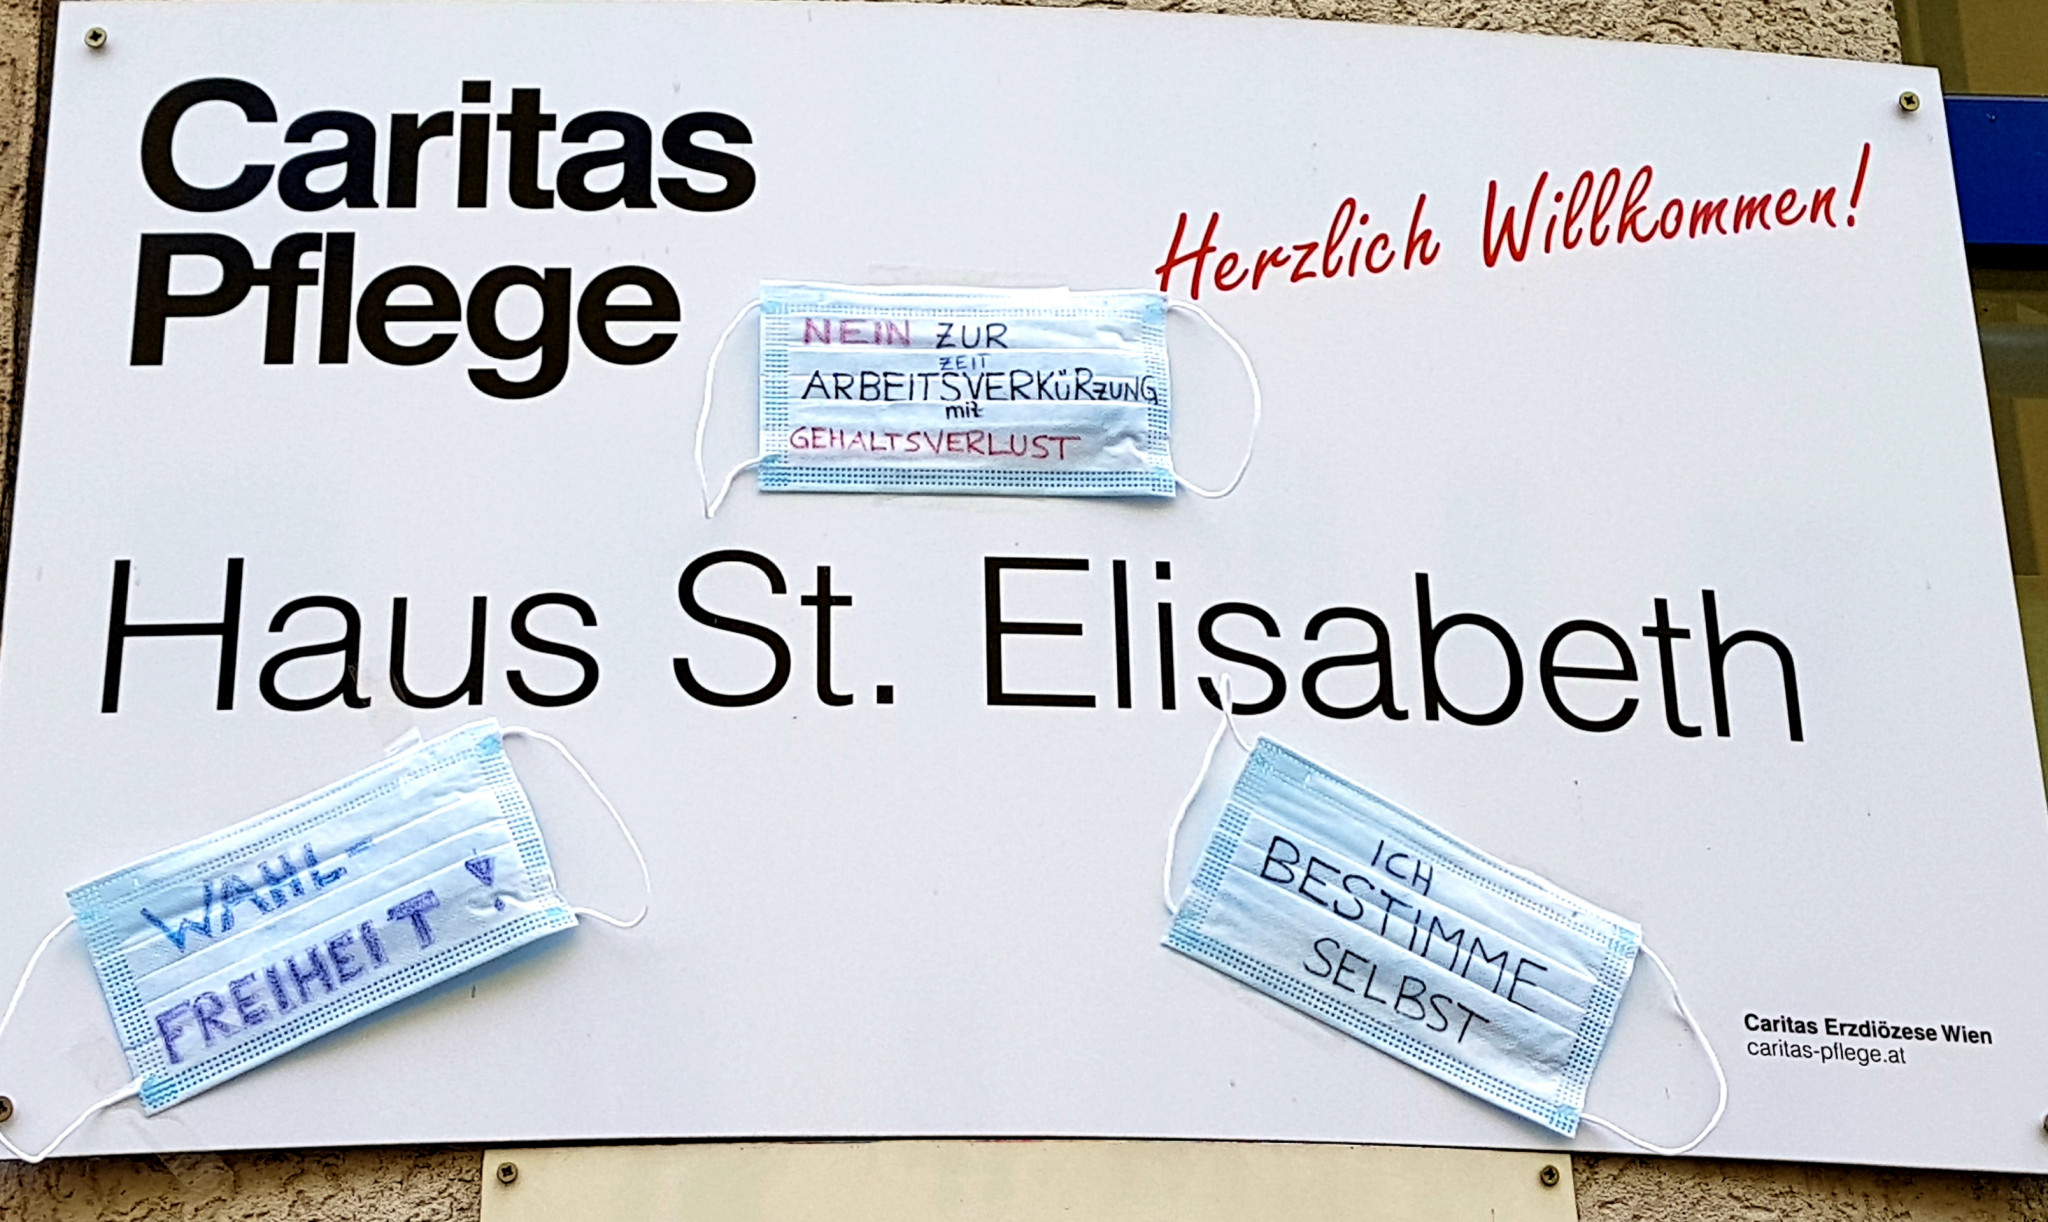 Caritas
Pflege
Herzlich Willkommen!
NEIN ZUR
ZEIT
ARBEITSVERKÜRZUNG
mit
GEHALTSVERLUST
Haus St. Elisabeth
WAHL-
FREIHEIT!
ICH
BESTIMME
SELBST
Caritas Erzdiözese Wien
caritas-pflege.at